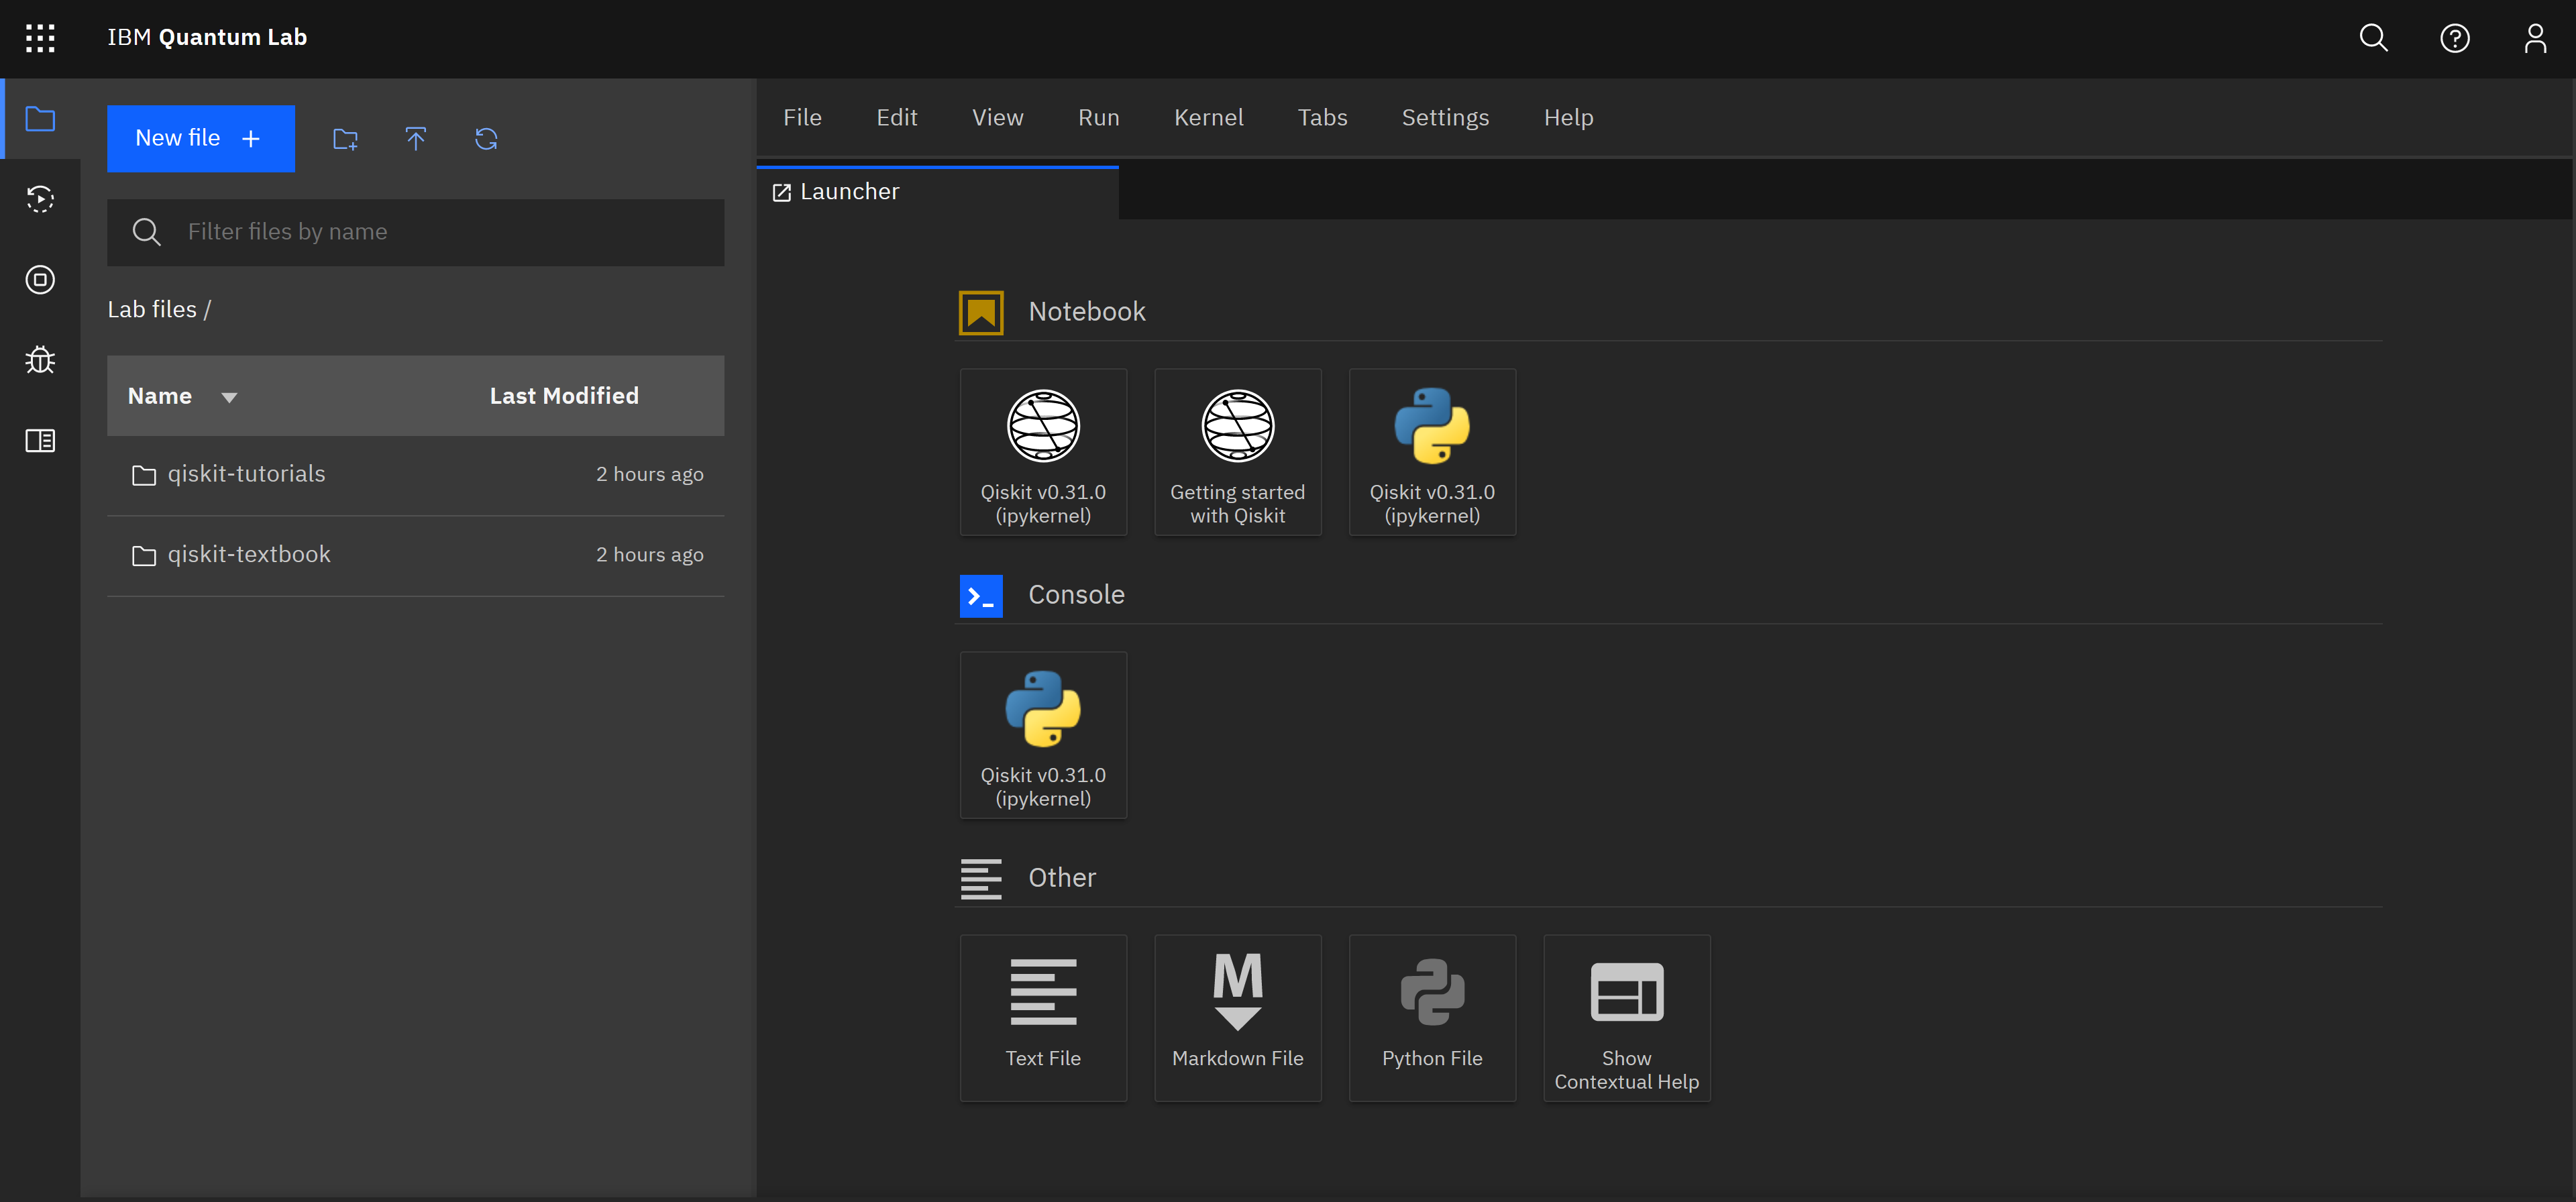 IBM Quantum Lab
New file +
Filter files by name
Lab files /
Name Last Modified
qiskit-tutorials 2 hours ago
qiskit-textbook 2 hours ago
File Edit View Run Kernel Tabs Settings Help
Launcher
Notebook
Qiskit v0.31.0
(ipykernel)
Getting started
with Qiskit
Qiskit v0.31.0
(ipykernel)
Console
Qiskit v0.31.0
(ipykernel)
Other
Text File
M
Markdown File
Python File
Show
Contextual Help